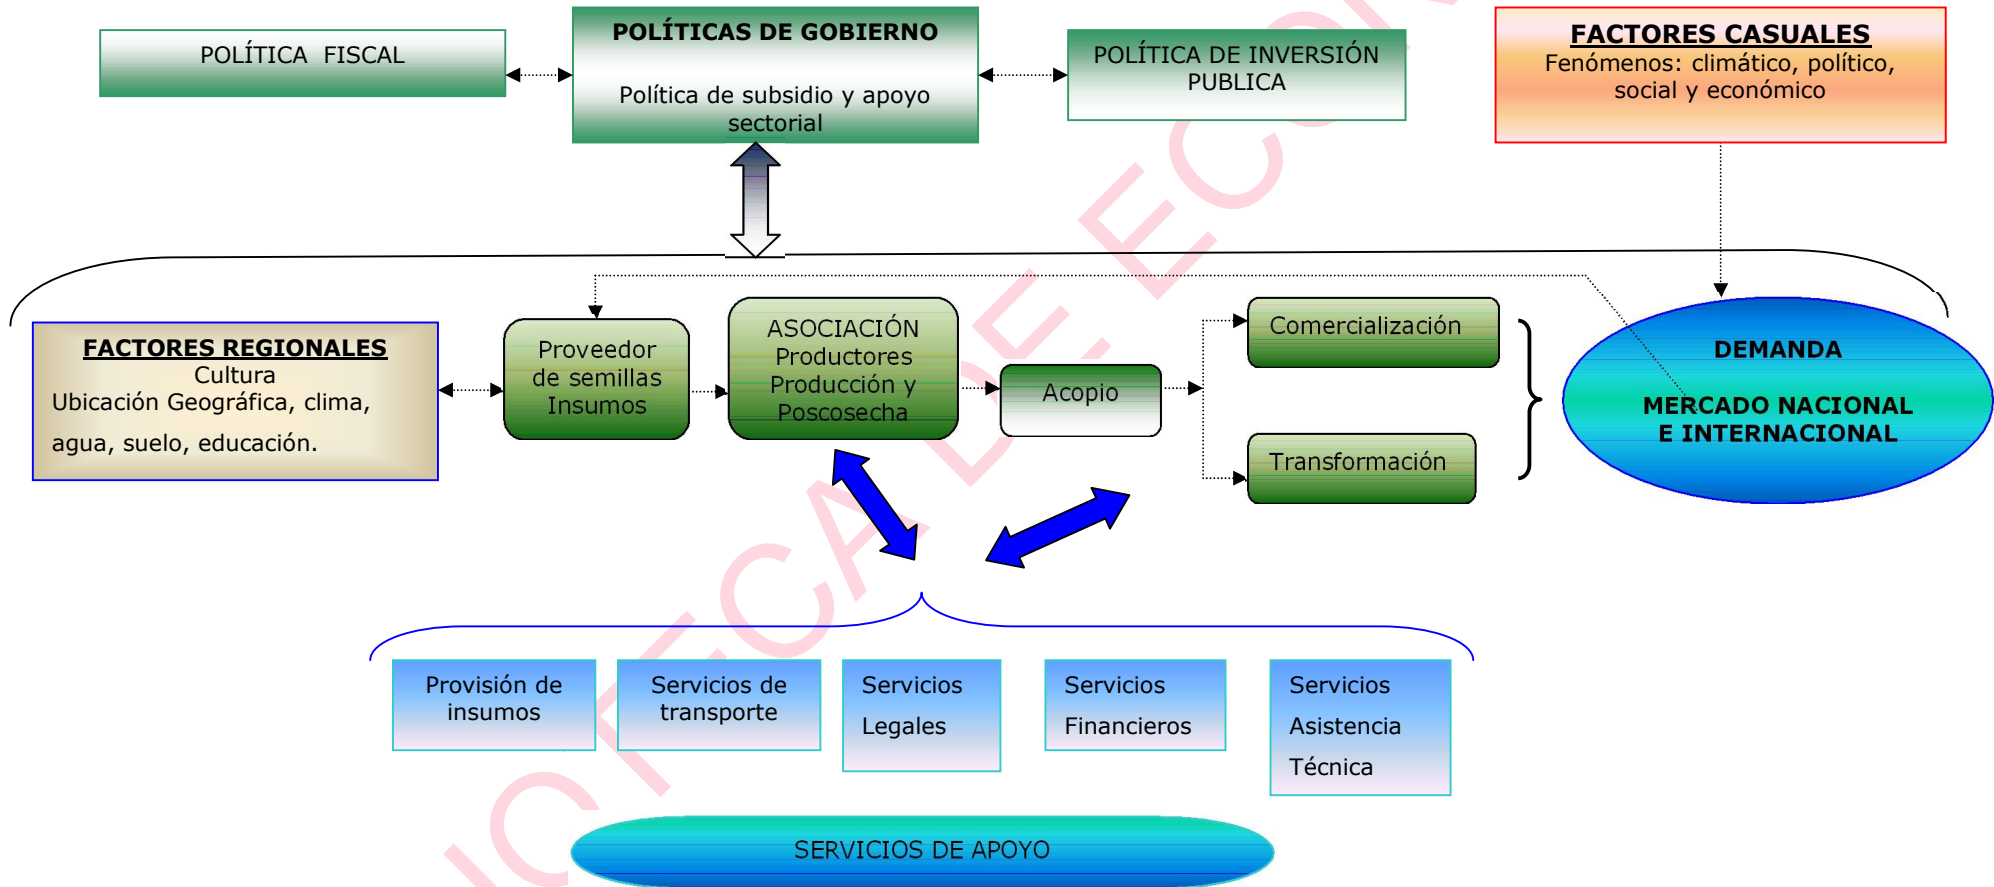 POLÍTICA  FISCAL
POLÍTICAS DE GOBIERNO
Política de subsidio y apoyo
sectorial
POLÍTICA DE INVERSIÓN
PUBLICA
FACTORES CASUALES
Fenómenos: climático, político,
social y económico
FACTORES REGIONALES
Cultura
Ubicación Geográfica, clima,
agua, suelo, educación.
Proveedor
de semillas
Insumos
ASOCIACIÓN
Productores
Producción y
Poscosecha
Acopio
Comercialización
Transformación
DEMANDA
MERCADO NACIONAL
E INTERNACIONAL
Provisión de
insumos
Servicios de
transporte
Servicios
Legales
Servicios
Financieros
Servicios
Asistencia
Técnica
SERVICIOS DE APOYO